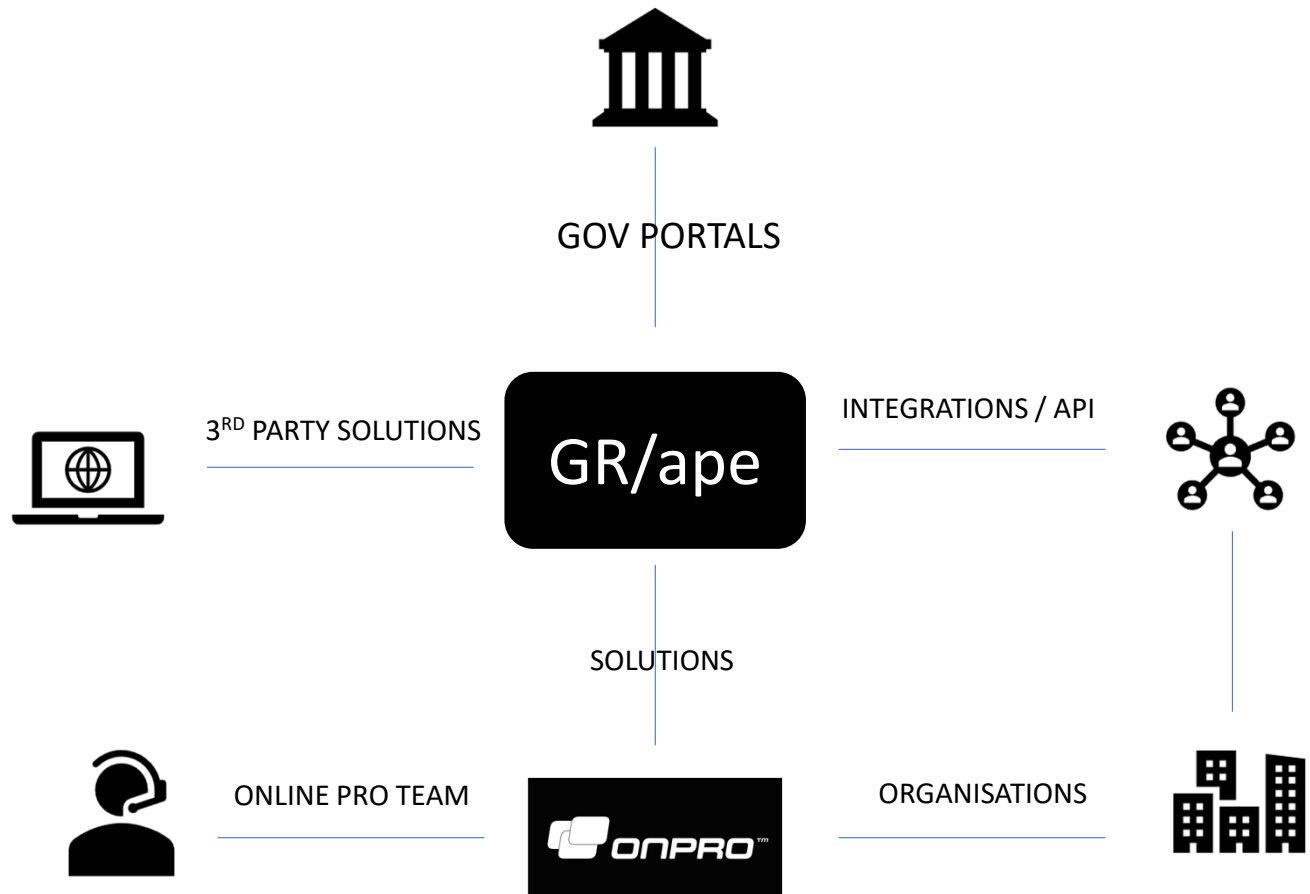 GOV PORTALS
3RD PARTY SOLUTIONS
GR/ape
INTEGRATIONS / API
SOLUTIONS
ONLINE PRO TEAM
ONPRO™
ORGANISATIONS